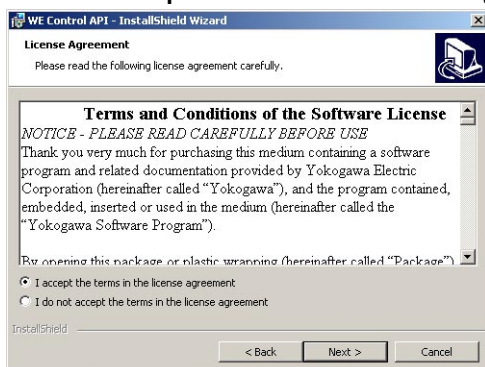 WE Control API - InstallShield Wizard
License Agreement
Please read the following license agreement carefully.
Terms and Conditions of the Software License
NOTICE - PLEASE READ CAREFULLY BEFORE USE
Thank you very much for purchasing this medium containing a software
program and related documentation provided by Yokogawa Electric
Corporation (hereinafter called “Yokogawa”), and the program contained,
embedded, inserted or used in the medium (hereinafter called the
“Yokogawa Software Program”).
By opening this package or plastic wrapping (hereinafter called “Package”)
I accept the terms in the license agreement
I do not accept the terms in the license agreement
InstallShield
< Back Next > Cancel